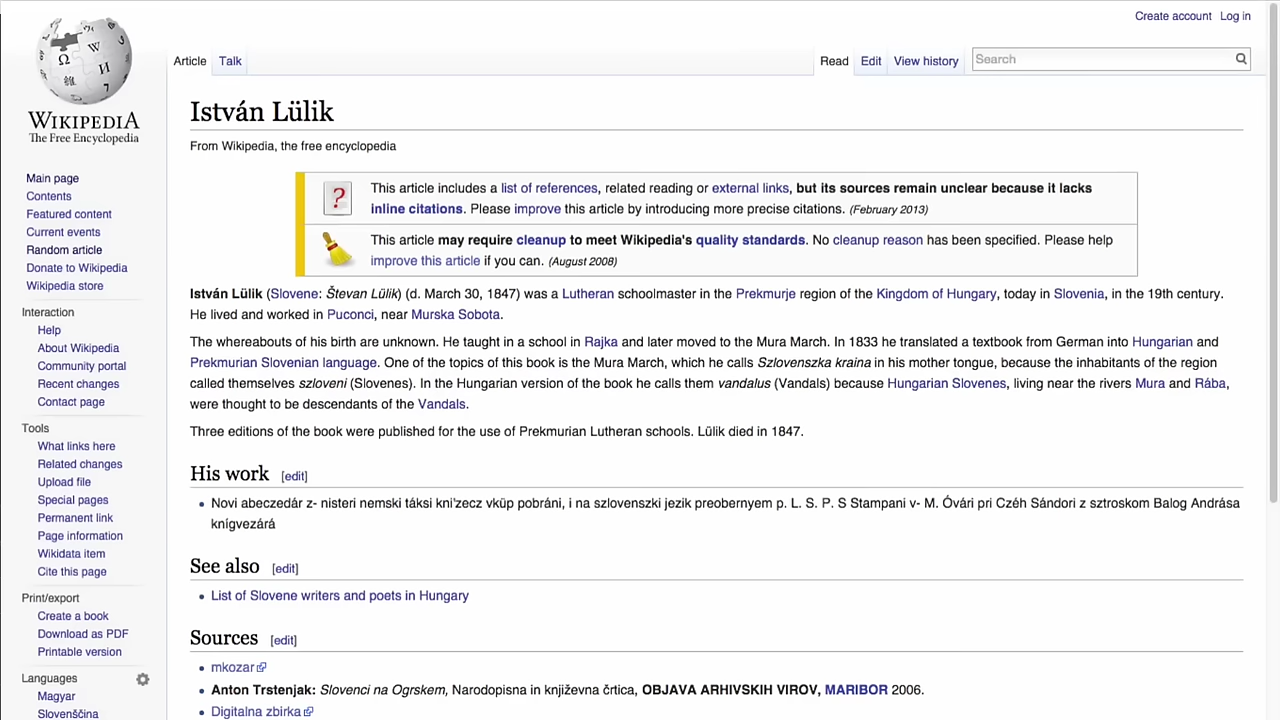 Create account Log in
WIKIPEDIA
The Free Encyclopedia
Article Talk Read Edit View history Search
István Lülik
From Wikipedia, the free encyclopedia
This article includes a list of references, related reading or external links, but its sources remain unclear because it lacks
inline citations. Please improve this article by introducing more precise citations. (February 2013)
This article may require cleanup to meet Wikipedia's quality standards. No cleanup reason has been specified. Please help
improve this article if you can. (August 2008)
István Lülik (Slovene: Števan Lülik) (d. March 30, 1847) was a Lutheran schoolmaster in the Prekmurje region of the Kingdom of Hungary, today in Slovenia, in the 19th century.
He lived and worked in Puconci, near Murska Sobota.
The whereabouts of his birth are unknown. He taught in a school in Rajka and later moved to the Mura March. In 1833 he translated a textbook from German into Hungarian and
Prekmurian Slovenian language. One of the topics of this book is the Mura March, which he calls Szlovenszka kraina in his mother tongue, because the inhabitants of the region
called themselves szloveni (Slovenes). In the Hungarian version of the book he calls them vandalus (Vandals) because Hungarian Slovenes, living near the rivers Mura and Rába,
were thought to be descendants of the Vandals.
Three editions of the book were published for the use of Prekmurian Lutheran schools. Lülik died in 1847.
His work [edit]
Novi abeczedár z- nisteri nemski táksi kni'zecz vküp pobráni, i na szlovenszki jezik preobernyem p. L. S. P. S Stampani v- M. Óvári pri Czéh Sándori z sztroskom Balog Andrása
knígvezárá
See also [edit]
List of Slovene writers and poets in Hungary
Sources [edit]
mkozar
Anton Trstenjak: Slovenci na Ogrskem, Narodopisna in književna črtica, OBJAVA ARHIVSKIH VIROV, MARIBOR 2006.
Digitalna zbirka
Main page
Contents
Featured content
Current events
Random article
Donate to Wikipedia
Wikipedia store
Interaction
Help
About Wikipedia
Community portal
Recent changes
Contact page
Tools
What links here
Related changes
Upload file
Special pages
Permanent link
Page information
Wikidata item
Cite this page
Print/export
Create a book
Download as PDF
Printable version
Languages
Magyar
Slovenščina